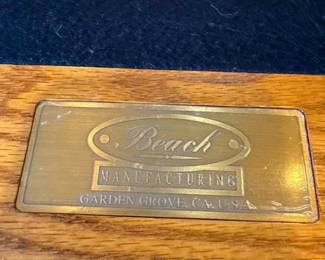 Beach
MANUFACTURING
GARDEN GROVE, CA. U.S.A.